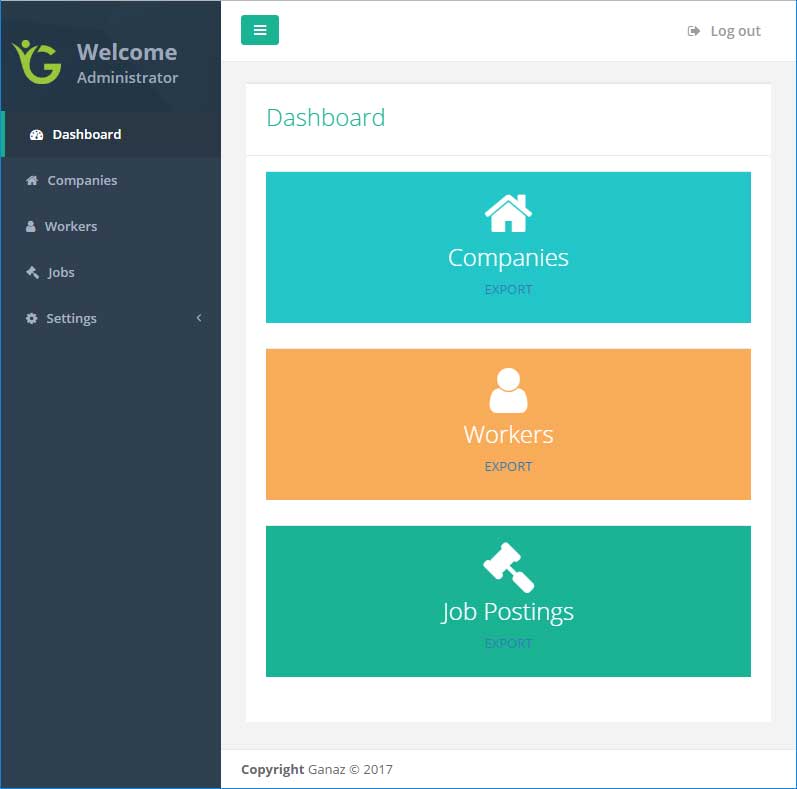 Welcome
Administrator
Dashboard
Companies
Workers
Jobs
Settings
Log out
Dashboard
Companies
EXPORT
Workers
EXPORT
Job Postings
EXPORT
Copyright Ganaz © 2017